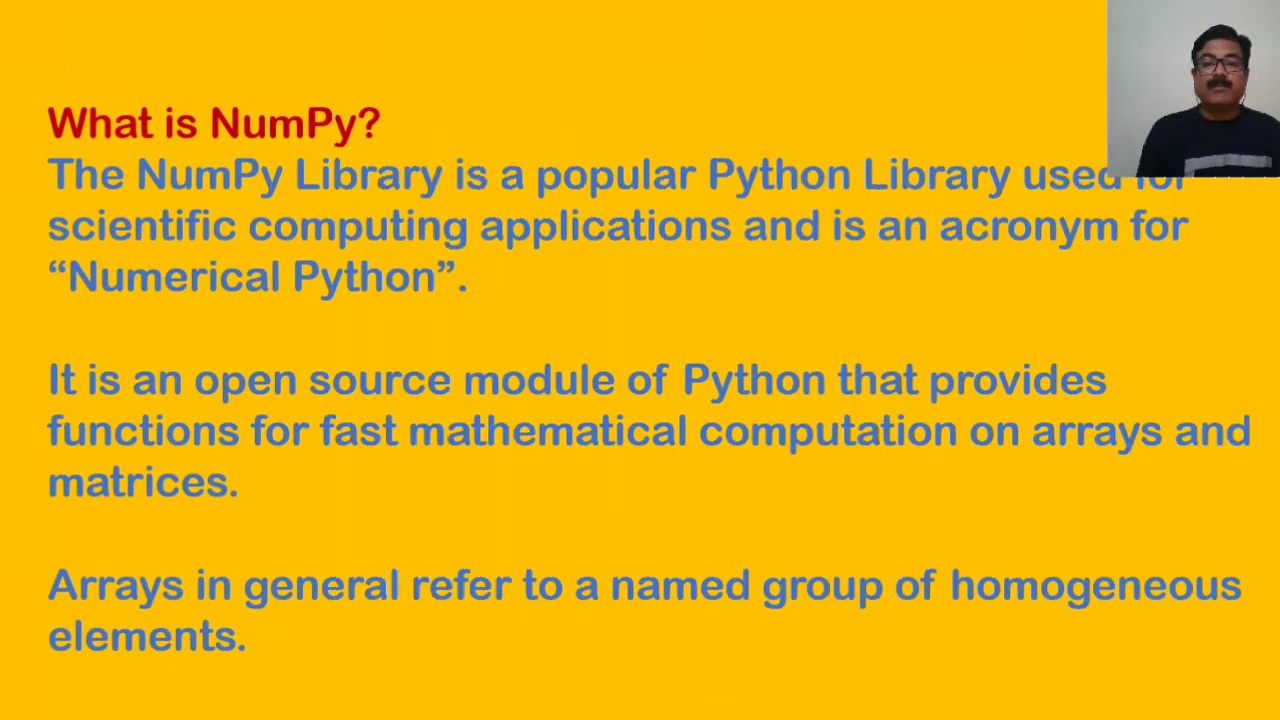 What is NumPy?
The NumPy Library is a popular Python Library used for
scientific computing applications and is an acronym for
“Numerical Python”.
It is an open source module of Python that provides
functions for fast mathematical computation on arrays and
matrices.
Arrays in general refer to a named group of homogeneous
elements.